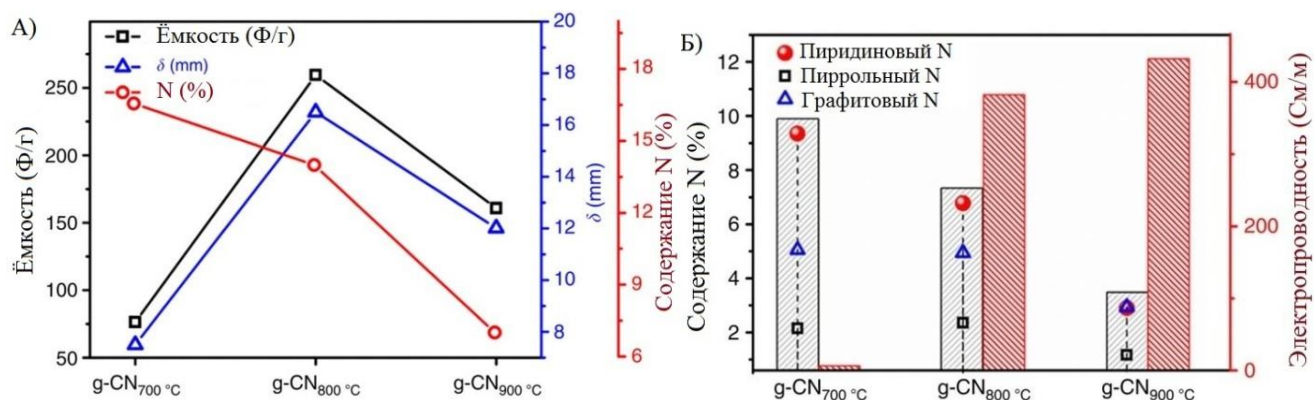 А)
Ёмкость (Ф/г)
δ (mm)
N (%)
Ёмкость (Ф/г)
250
200
150
100
50
20
18
16
14
12
10
8
δ (mm)
18
15
12
9
6
Содержание N (%)
g-CN700 °C
g-CN800 °C
g-CN900 °C
Б)
Пиридиновый N
Пиррольный N
Графитовый N
Содержание N (%)
12
10
8
6
4
2
400
200
0
Электропроводность (См/м)
g-CN700 °C
g-CN800 °C
g-CN900 °C